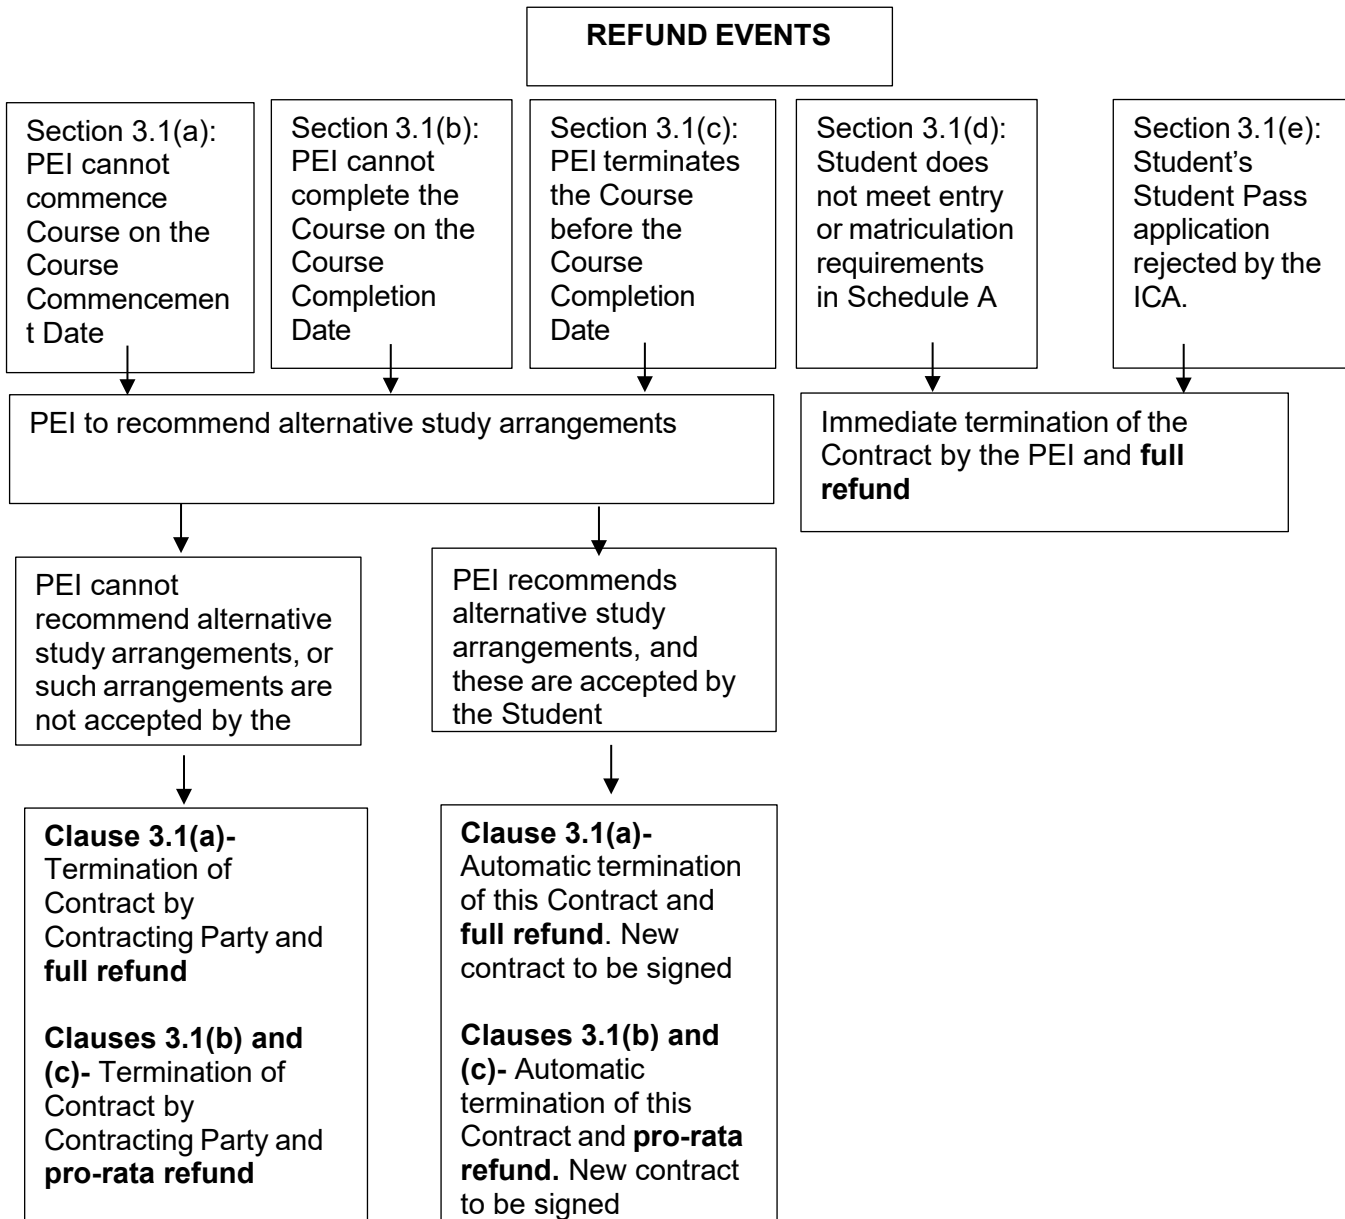 REFUND EVENTS
Section 3.1(a):
PEI cannot
commence
Course on the
Course
Commencemen
t Date
Section 3.1(b):
PEI cannot
complete the
Course on the
Course
Completion
Date
Section 3.1(c):
PEI terminates
the Course
before the
Course
Completion
Date
Section 3.1(d):
Student does
not meet entry
or matriculation
requirements
in Schedule A
Section 3.1(e):
Student’s
Student Pass
application
rejected by the
ICA.
PEI to recommend alternative study arrangements
Immediate termination of the
Contract by the PEI and full
refund
PEI cannot
recommend alternative
study arrangements, or
such arrangements are
not accepted by the
PEI recommends
alternative study
arrangements, and
these are accepted by
the Student
Clause 3.1(a)-
Termination of
Contract by
Contracting Party and
full refund
Clauses 3.1(b) and
(c)- Termination of
Contract by
Contracting Party and
pro-rata refund
Clause 3.1(a)-
Automatic termination
of this Contract and
full refund. New
contract to be signed
Clauses 3.1(b) and
(c)- Automatic
termination of this
Contract and pro-rata
refund. New contract
to be signed